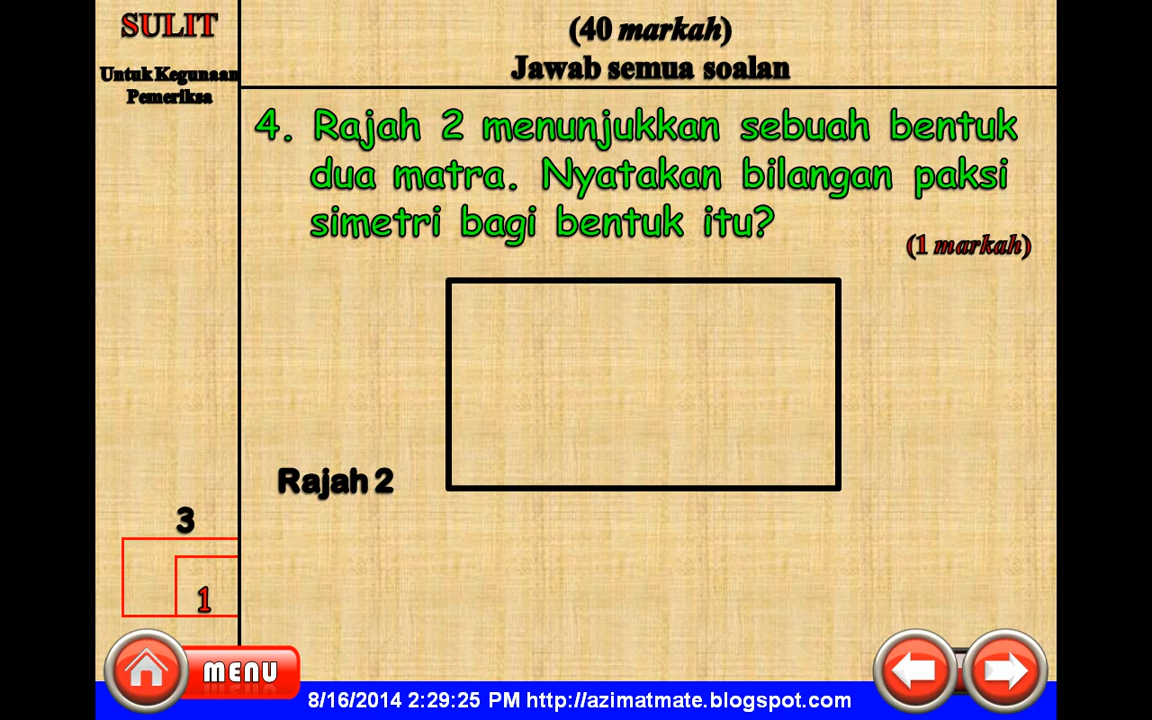 SULIT
Untuk Kegunaan
Pemeriksa
(40 markah)
Jawab semua soalan
4. Rajah 2 menunjukkan sebuah bentuk
dua matra. Nyatakan bilangan paksi
simetri bagi bentuk itu?
(1 markah)
Rajah 2
3
1
MENU
8/16/2014 2:29:25 PM http://azimatmate.blogspot.com